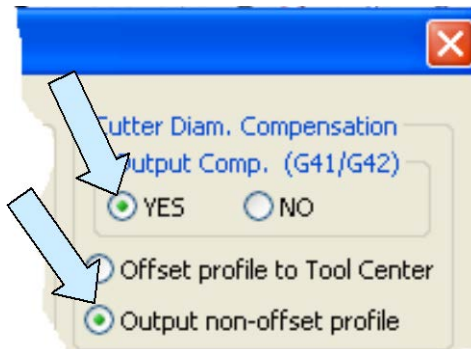 Cutter Diam. Compensation
Output Comp. (G41/G42)
YES NO
Offset profile to Tool Center
Output non-offset profile